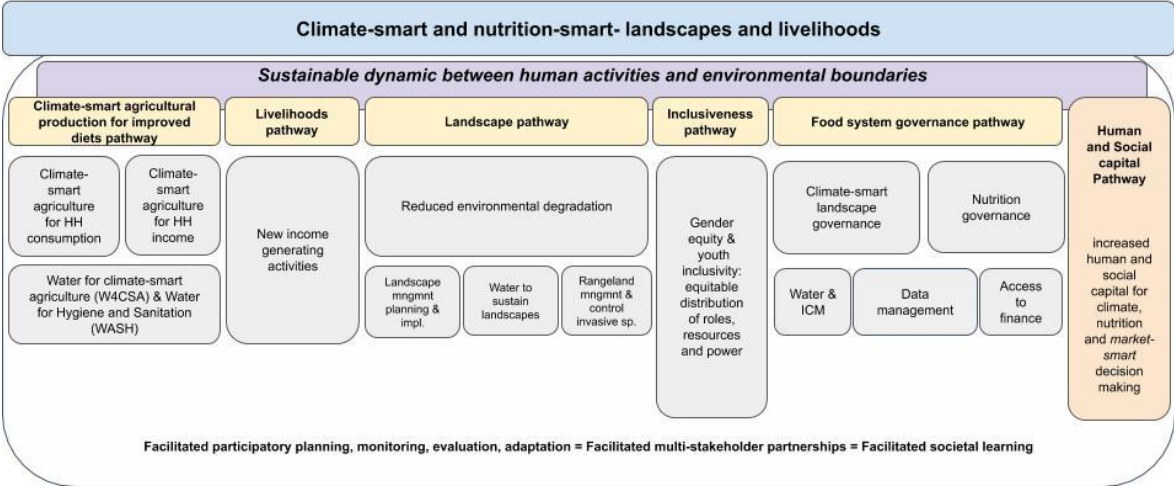 Climate-smart and nutrition-smart- landscapes and livelihoods
Sustainable dynamic between human activities and environmental boundaries
Climate-smart agricultural
production for improved
diets pathway
Livelihoods
pathway
Landscape pathway
Inclusiveness
pathway
Food system governance pathway
Human
and Social
capital
Pathway
Climate-
smart
agriculture
for HH
consumption
Climate-
smart
agriculture
for HH
income
Water for climate-smart
agriculture (W4CSA) & Water
for Hygiene and Sanitation
(WASH)
New income
generating
activities
Reduced environmental degradation
Landscape
mngmnt
planning &
impl.
Water to
sustain
landscapes
Rangeland
mngmnt &
control
invasive sp.
Gender
equity &
youth
inclusivity:
equitable
distribution
of roles,
resources
and power
Climate-smart
landscape
governance
Nutrition
governance
Water &
ICM
Data
management
Access
to
finance
increased
human and
social
capital for
climate,
nutrition
and market-
smart
decision
making
Facilitated participatory planning, monitoring, evaluation, adaptation = Facilitated multi-stakeholder partnerships = Facilitated societal learning